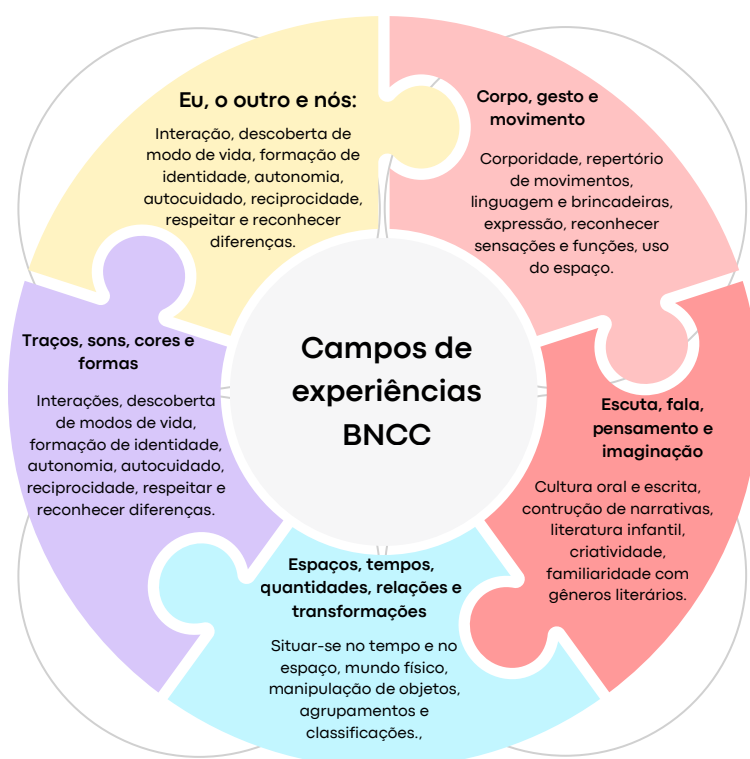 Eu, o outro e nós:
Interação, descoberta de
modo de vida, formação de
identidade, autonomia,
autocuidado, reciprocidade,
respeitar e reconhecer
diferenças.
Corpo, gesto e
movimento
Corporidade, repertório
de movimentos,
linguagem e brincadeiras,
expressão, reconhecer
sensações e funções, uso
do espaço.
Traços, sons, cores e
formas
Interações, descoberta
de modos de vida,
formação de identidade,
autonomia, autocuidado,
reciprocidade, respeitar e
reconhecer diferenças.
Campos de
experiências
BNCC
Escuta, fala,
pensamento e
imaginação
Cultura oral e escrita,
contrução de narrativas,
literatura infantil,
criatividade,
familiaridade com
gêneros literários.
Espaços, tempos,
quantidades, relações e
transformações
Situar-se no tempo e no
espaço, mundo físico,
manipulação de objetos,
agrupamentos e
classificações.,